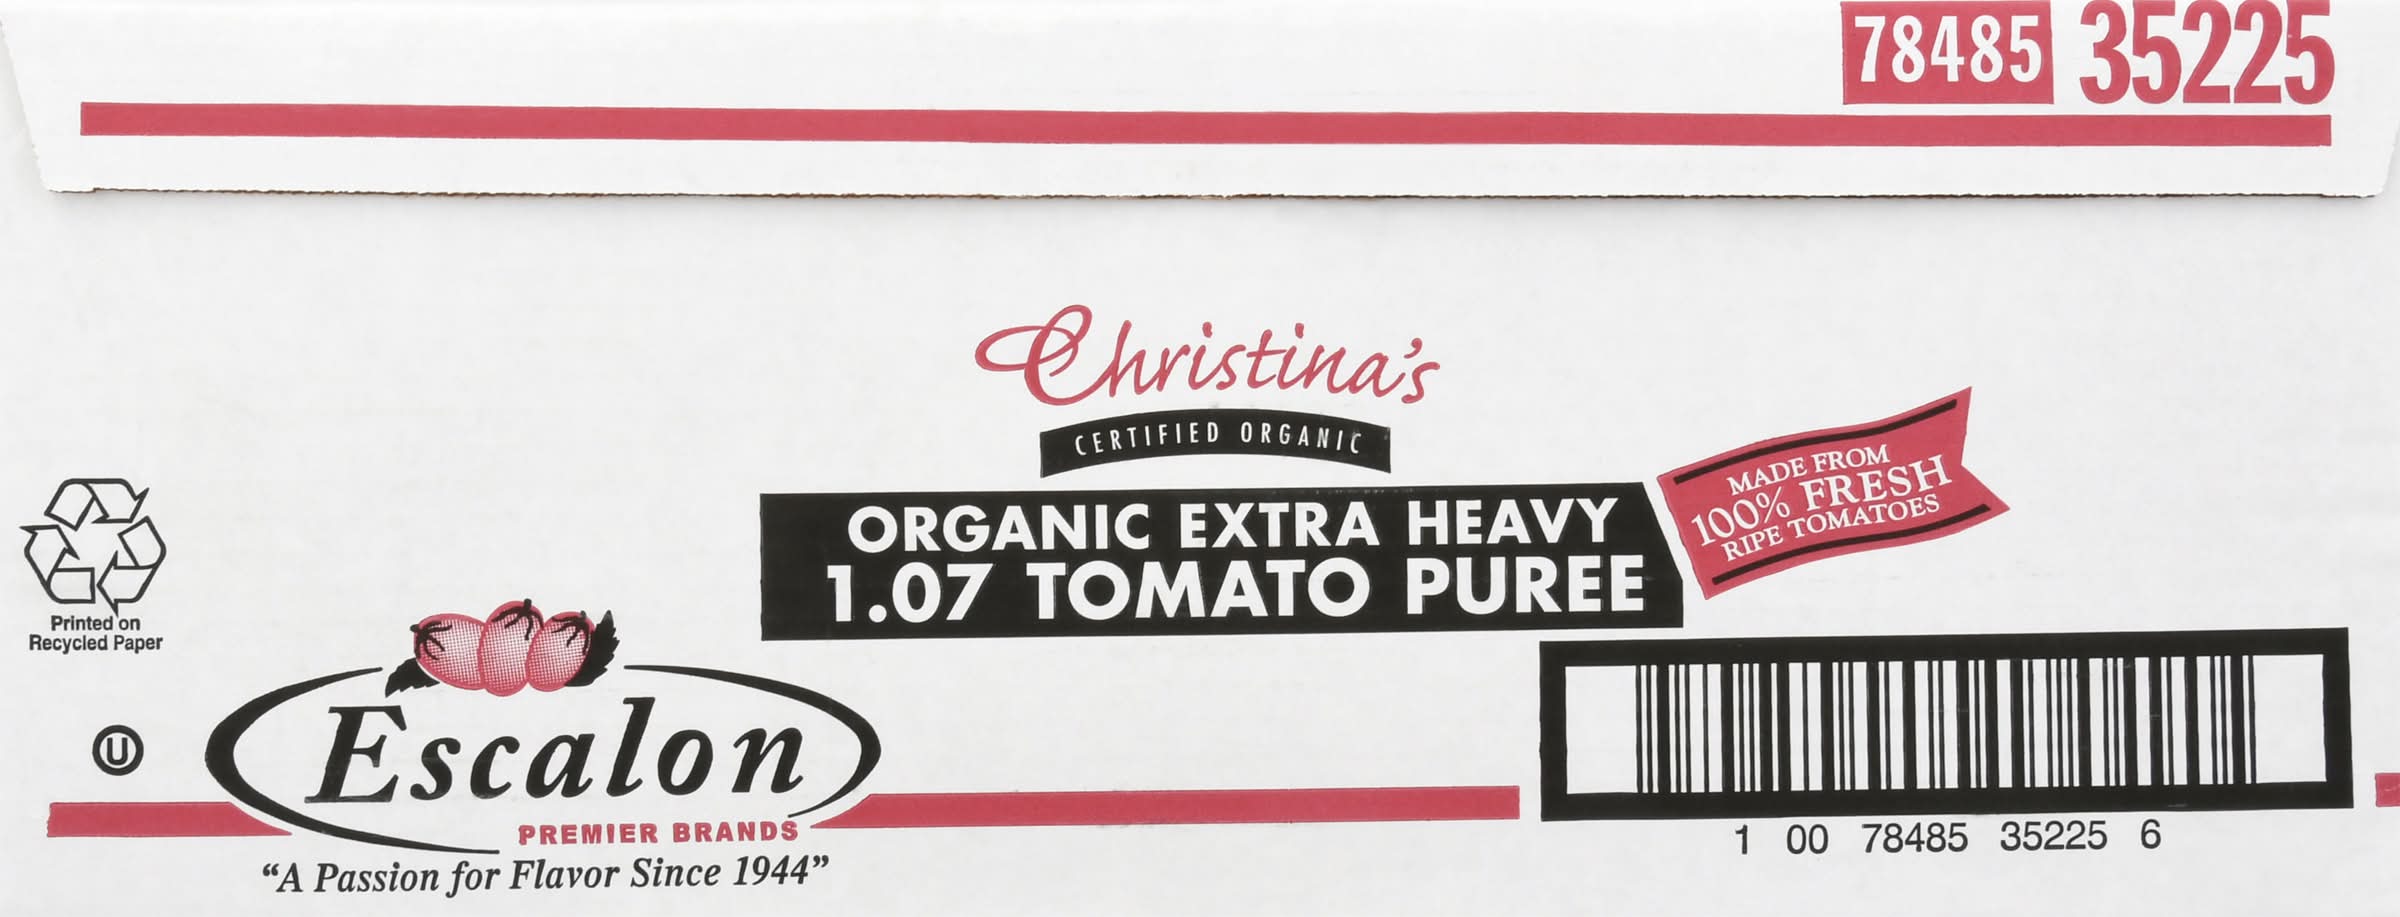 78485 35225
Christina's
CERTIFIED ORGANIC
ORGANIC EXTRA HEAVY
1.07 TOMATO PUREE
MADE FROM
100% FRESH
RIPE TOMATOES
Printed on
Recycled Paper
U
Escalon
PREMIER BRANDS
“A Passion for Flavor Since 1944”
1 00 78485 35225 6